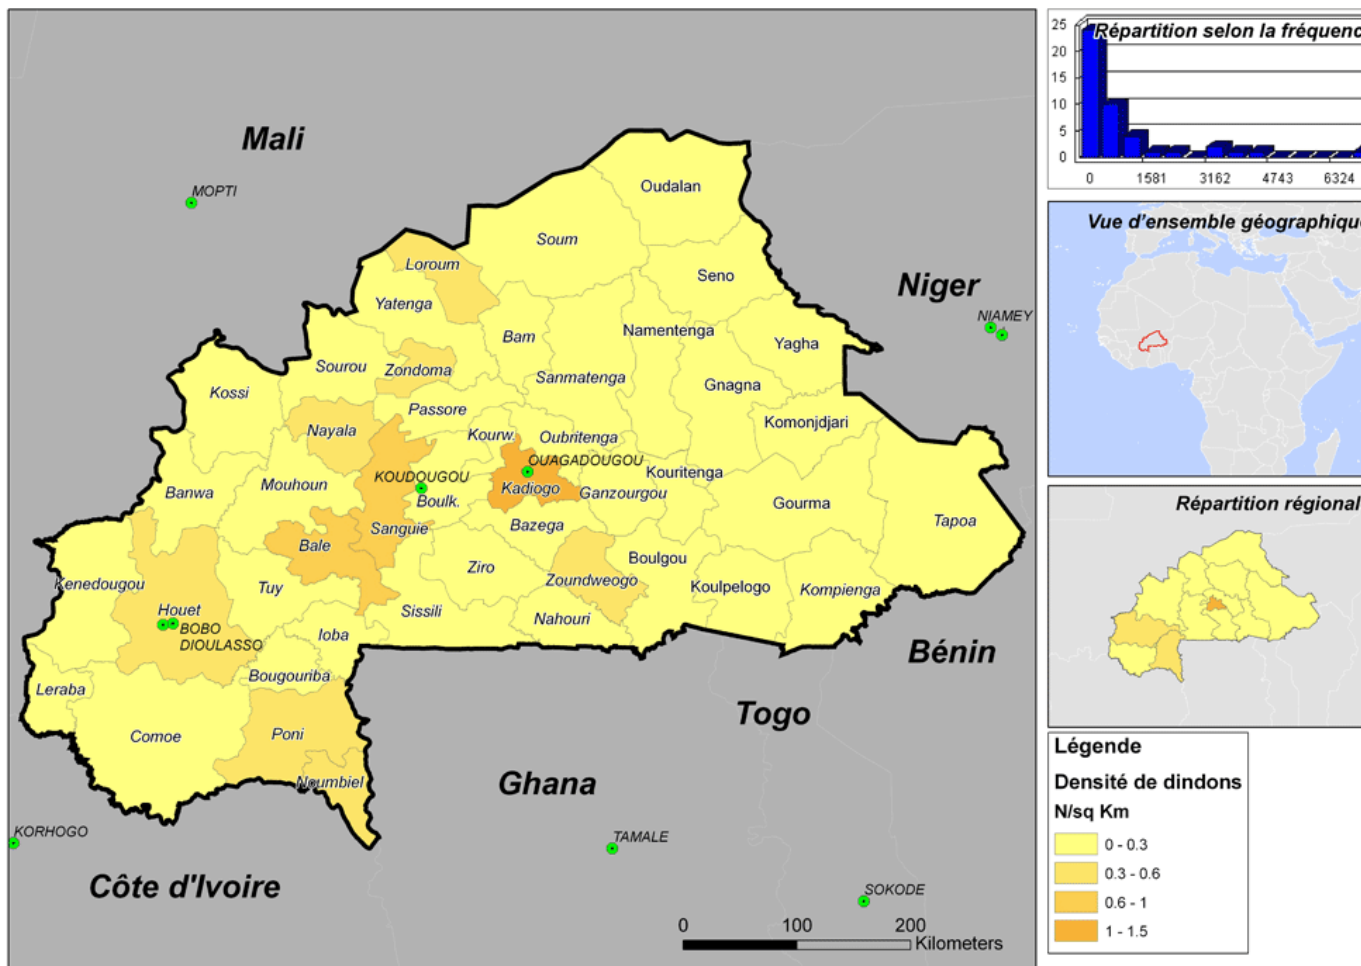 Mali
MOPTI
Oudalan
Soum
Loroum
Seno
Niger
Yatenga
NIAMEY
Namentenga
Bam
Yagha
Sourou
Zondoma
Sanmatenga
Gnagna
Kossi
Passore
Komonjdjari
Nayala
Kourw.
Oubritenga
OUAGADOUGOU
KOUDOUGOU
Kouritenga
Mouhoun
Banwa
Boulk.
Kadiogo
Ganzourgou
Gourma
Tapoa
Sanguie
Bazega
Bale
Boulgou
Ziro
Kenedougou
Tuy
Zoundweogo
Koulpelogo
Kompienga
Houet
Sissili
Nahouri
BOBO
DIOULASSO
Ioba
Bénin
Bougouriba
Leraba
Togo
Comoe
Poni
Noumbiel
Ghana
KORHOGO
TAMALE
Côte d'Ivoire
SOKODE
0 100 200
Kilometers
Répartition selon la fréquenc
25
20
15
10
5
0
0 1581 3162 4743 6324
Vue d'ensemble géographique
Répartition régional
Légende
Densité de dindons
N/sq Km
0 - 0.3
0.3 - 0.6
0.6 - 1
1 - 1.5